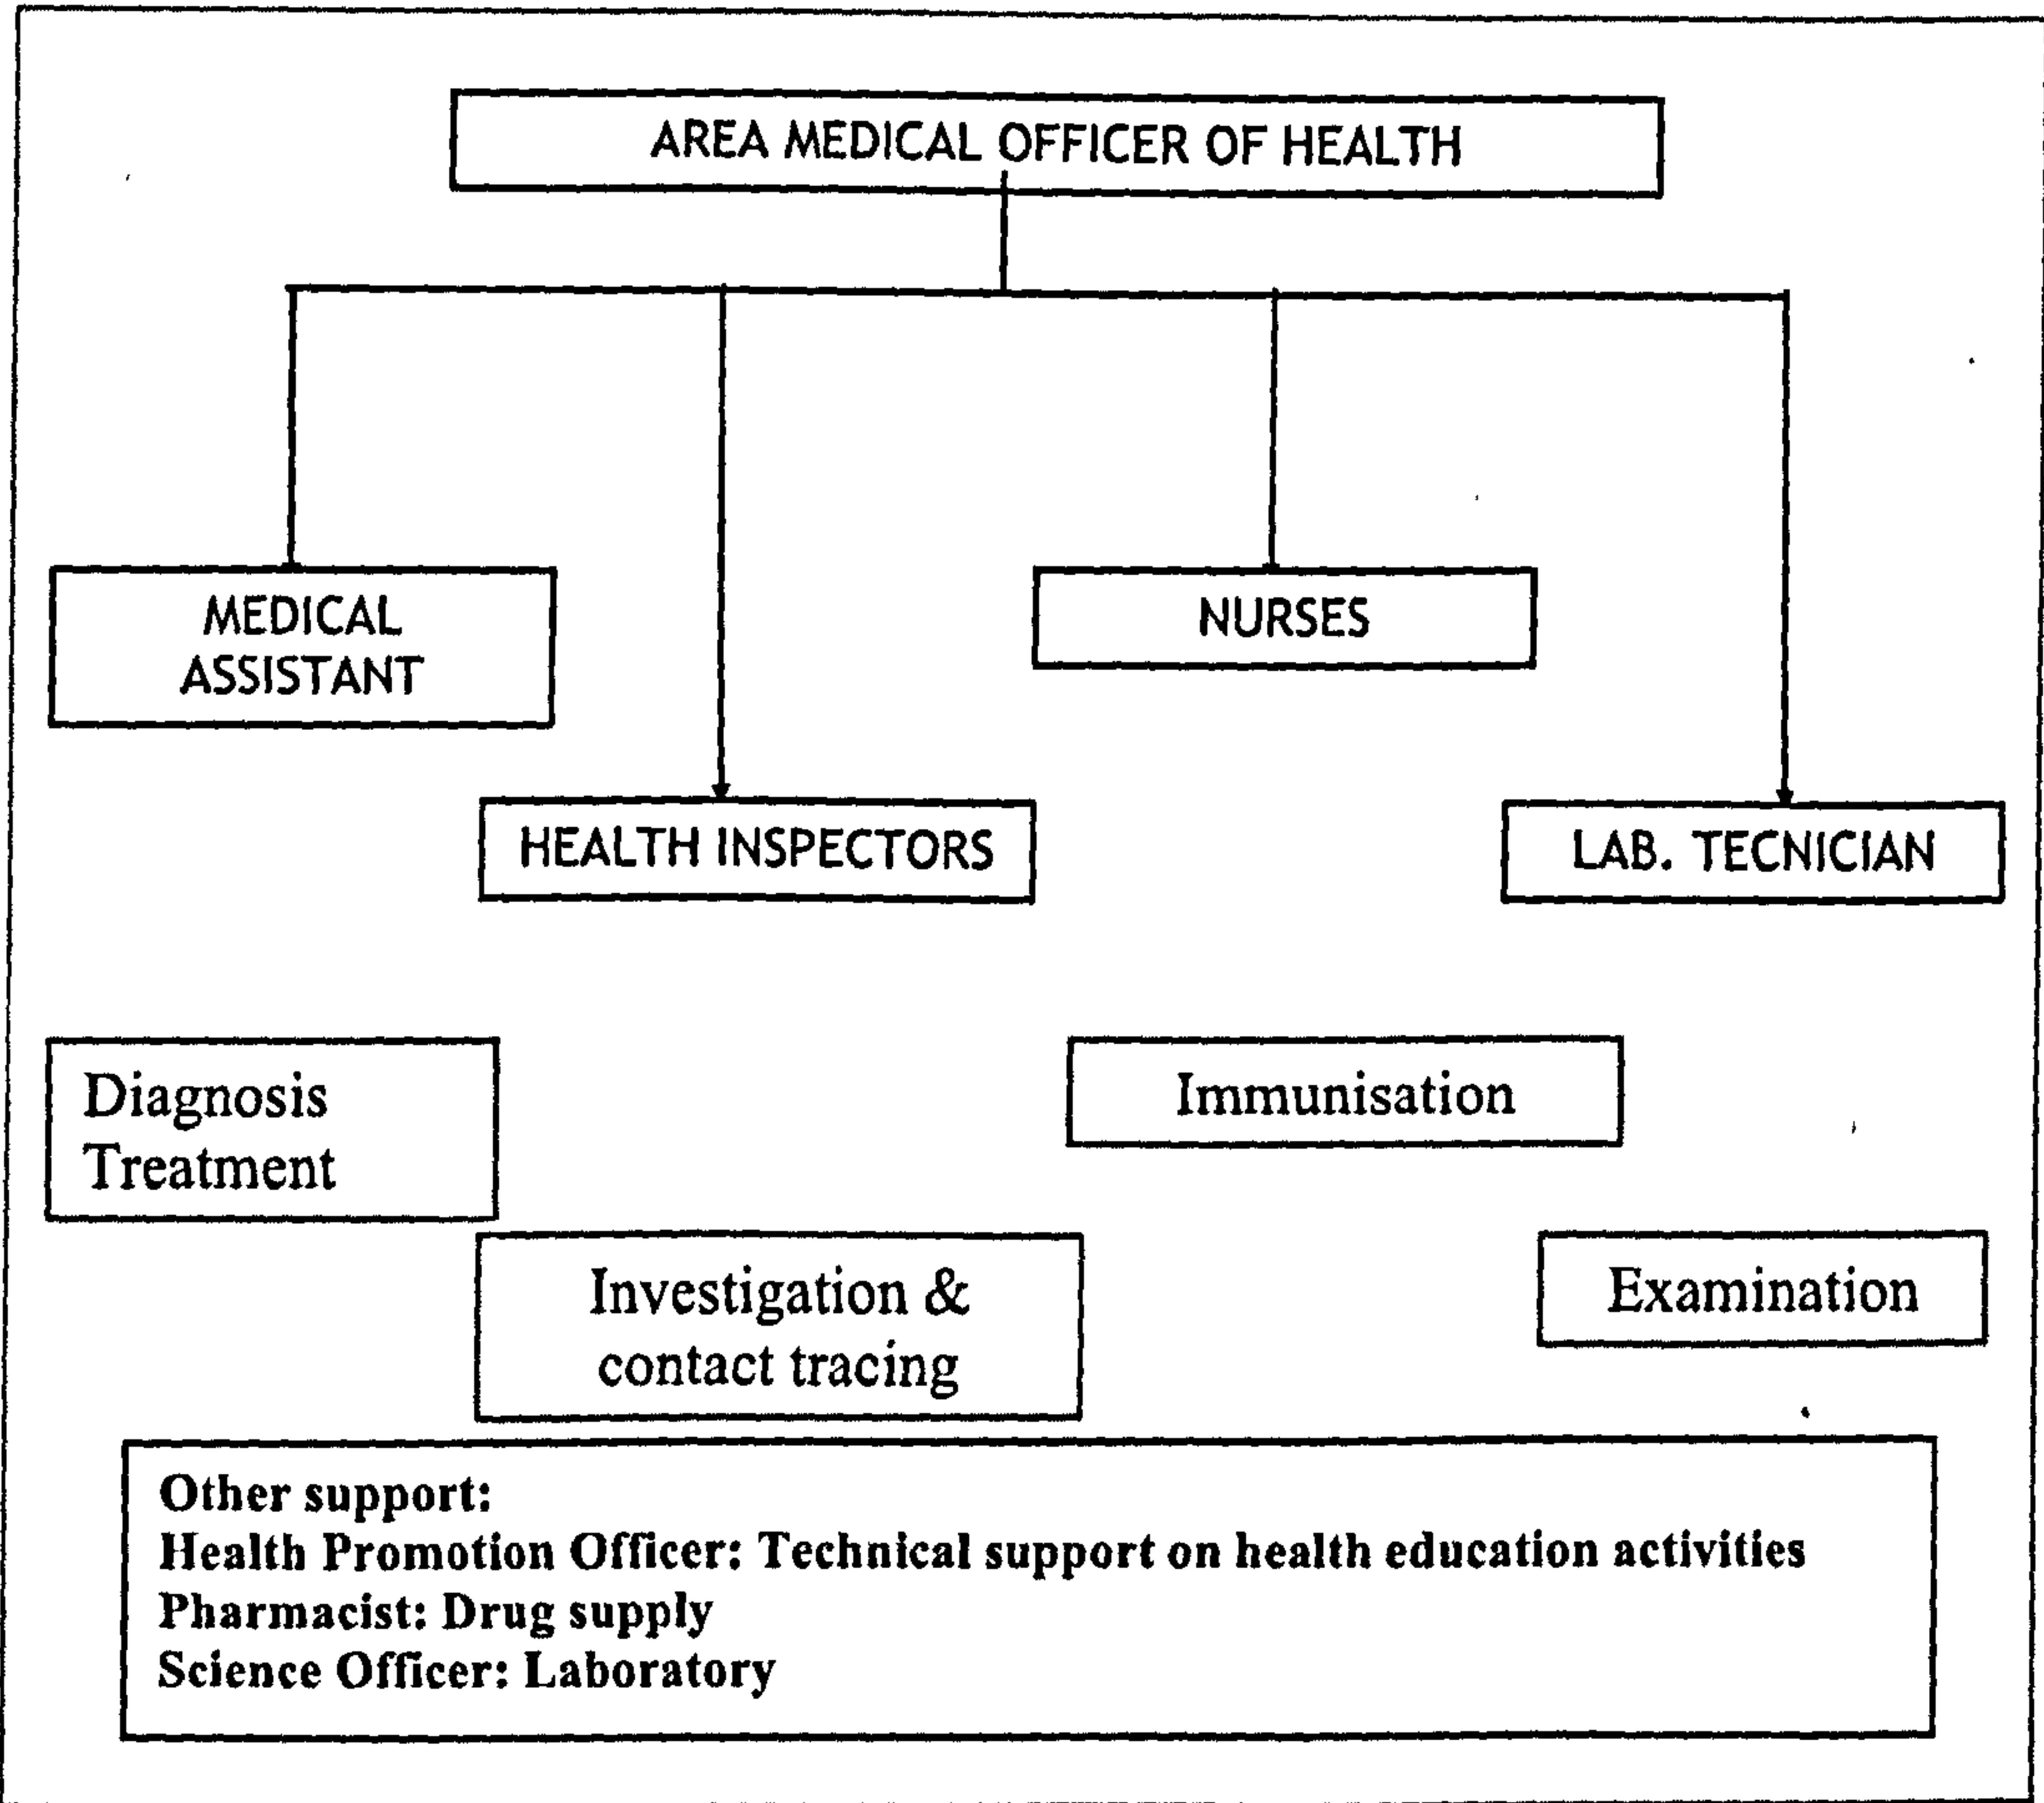 AREA MEDICAL OFFICER OF HEALTH
MEDICAL
ASSISTANT
NURSES
HEALTH INSPECTORS
LAB. TECNICIAN
Diagnosis
Treatment
Immunisation
Investigation &
contact tracing
Examination
Other support:
Health Promotion Officer: Technical support on health education activities
Pharmacist: Drug supply
Science Officer: Laboratory